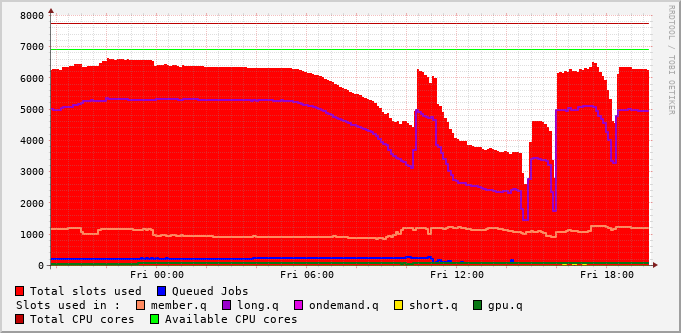 RRDTOOL / TOBI OETIKER
8000
7000
6000
5000
4000
3000
2000
1000
0
Fri 00:00 Fri 06:00 Fri 12:00 Fri 18:00
Total slots used Queued Jobs
Slots used in : member.q long.q ondemand.q short.q gpu.q
Total CPU cores Available CPU cores